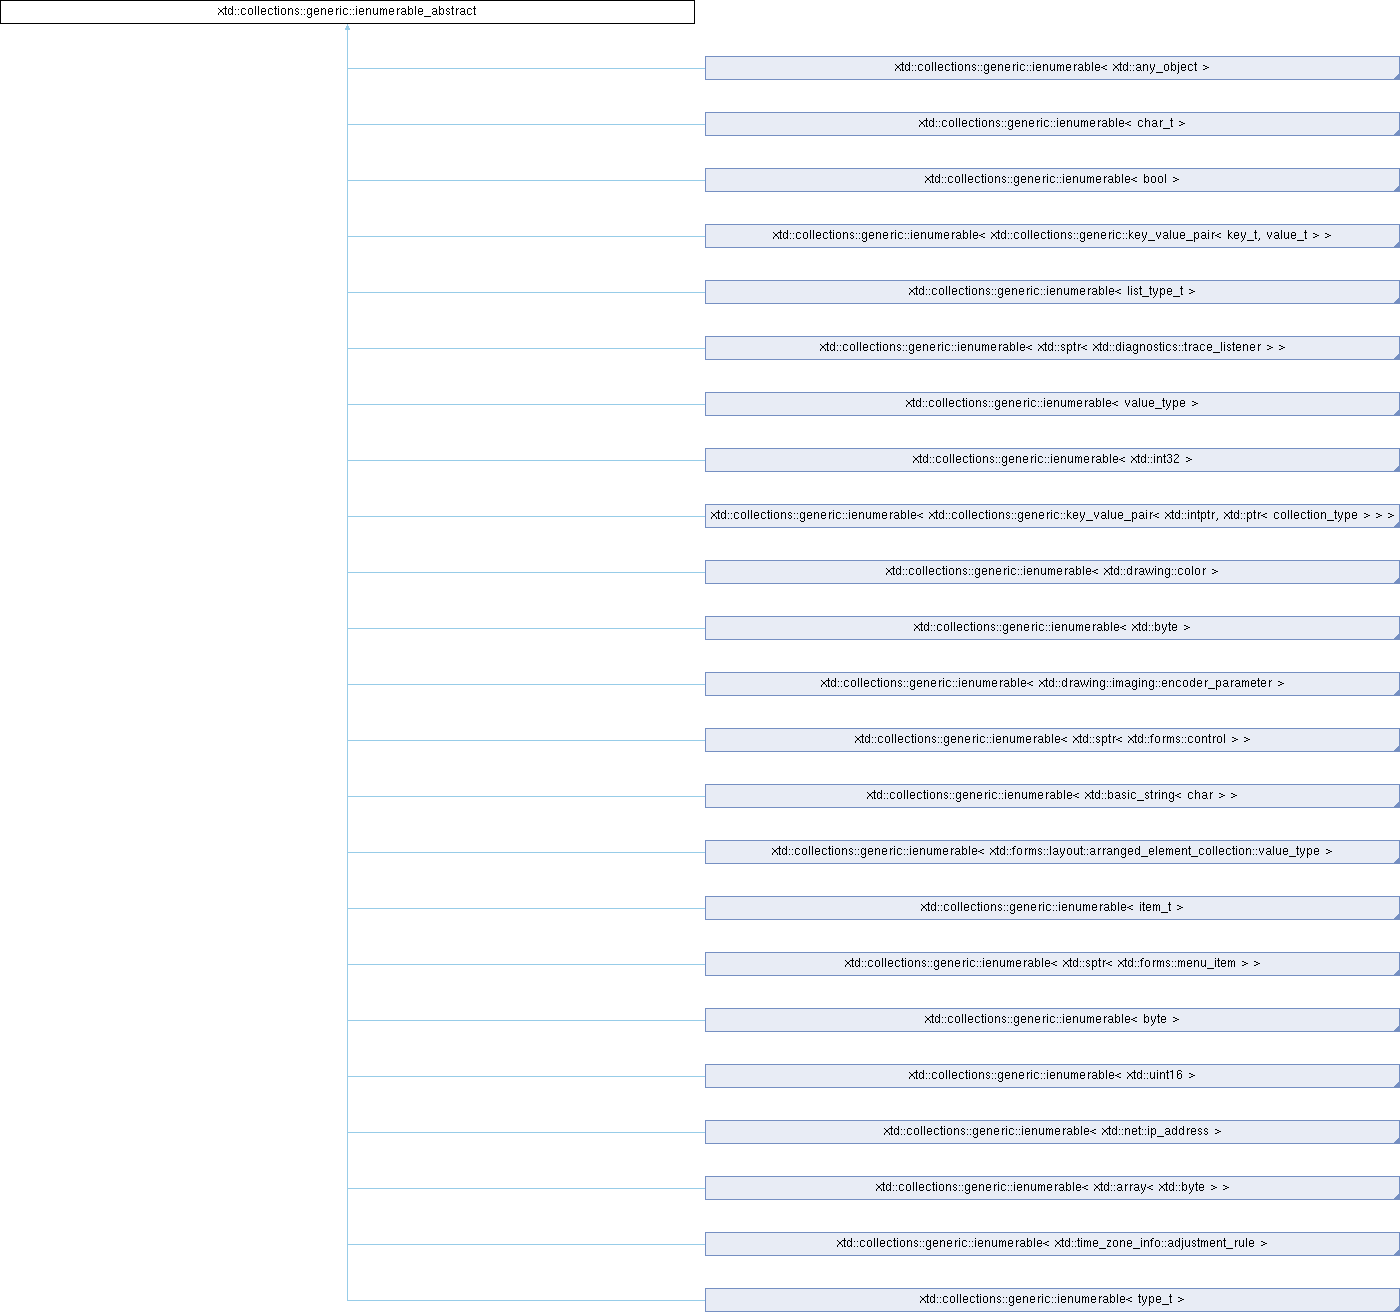 xtd::collections::generic::ienumerable_abstract
xtd::collections::generic::ienumerable< xtd::any_object >
xtd::collections::generic::ienumerable< char_t >
xtd::collections::generic::ienumerable< bool >
xtd::collections::generic::ienumerable< xtd::collections::generic::key_value_pair< key_t, value_t > >
xtd::collections::generic::ienumerable< list_type_t >
xtd::collections::generic::ienumerable< xtd::sptr< xtd::diagnostics::trace_listener > >
xtd::collections::generic::ienumerable< value_type >
xtd::collections::generic::ienumerable< xtd::int32 >
xtd::collections::generic::ienumerable< xtd::collections::generic::key_value_pair< xtd::intptr, xtd::ptr< collection_type > > >
xtd::collections::generic::ienumerable< xtd::drawing::color >
xtd::collections::generic::ienumerable< xtd::byte >
xtd::collections::generic::ienumerable< xtd::drawing::imaging::encoder_parameter >
xtd::collections::generic::ienumerable< xtd::sptr< xtd::forms::control > >
xtd::collections::generic::ienumerable< xtd::basic_string< char > >
xtd::collections::generic::ienumerable< xtd::forms::layout::arranged_element_collection::value_type >
xtd::collections::generic::ienumerable< item_t >
xtd::collections::generic::ienumerable< xtd::sptr< xtd::forms::menu_item > >
xtd::collections::generic::ienumerable< byte >
xtd::collections::generic::ienumerable< xtd::uint16 >
xtd::collections::generic::ienumerable< xtd::net::ip_address >
xtd::collections::generic::ienumerable< xtd::array< xtd::byte > >
xtd::collections::generic::ienumerable< xtd::time_zone_info::adjustment_rule >
xtd::collections::generic::ienumerable< type_t >